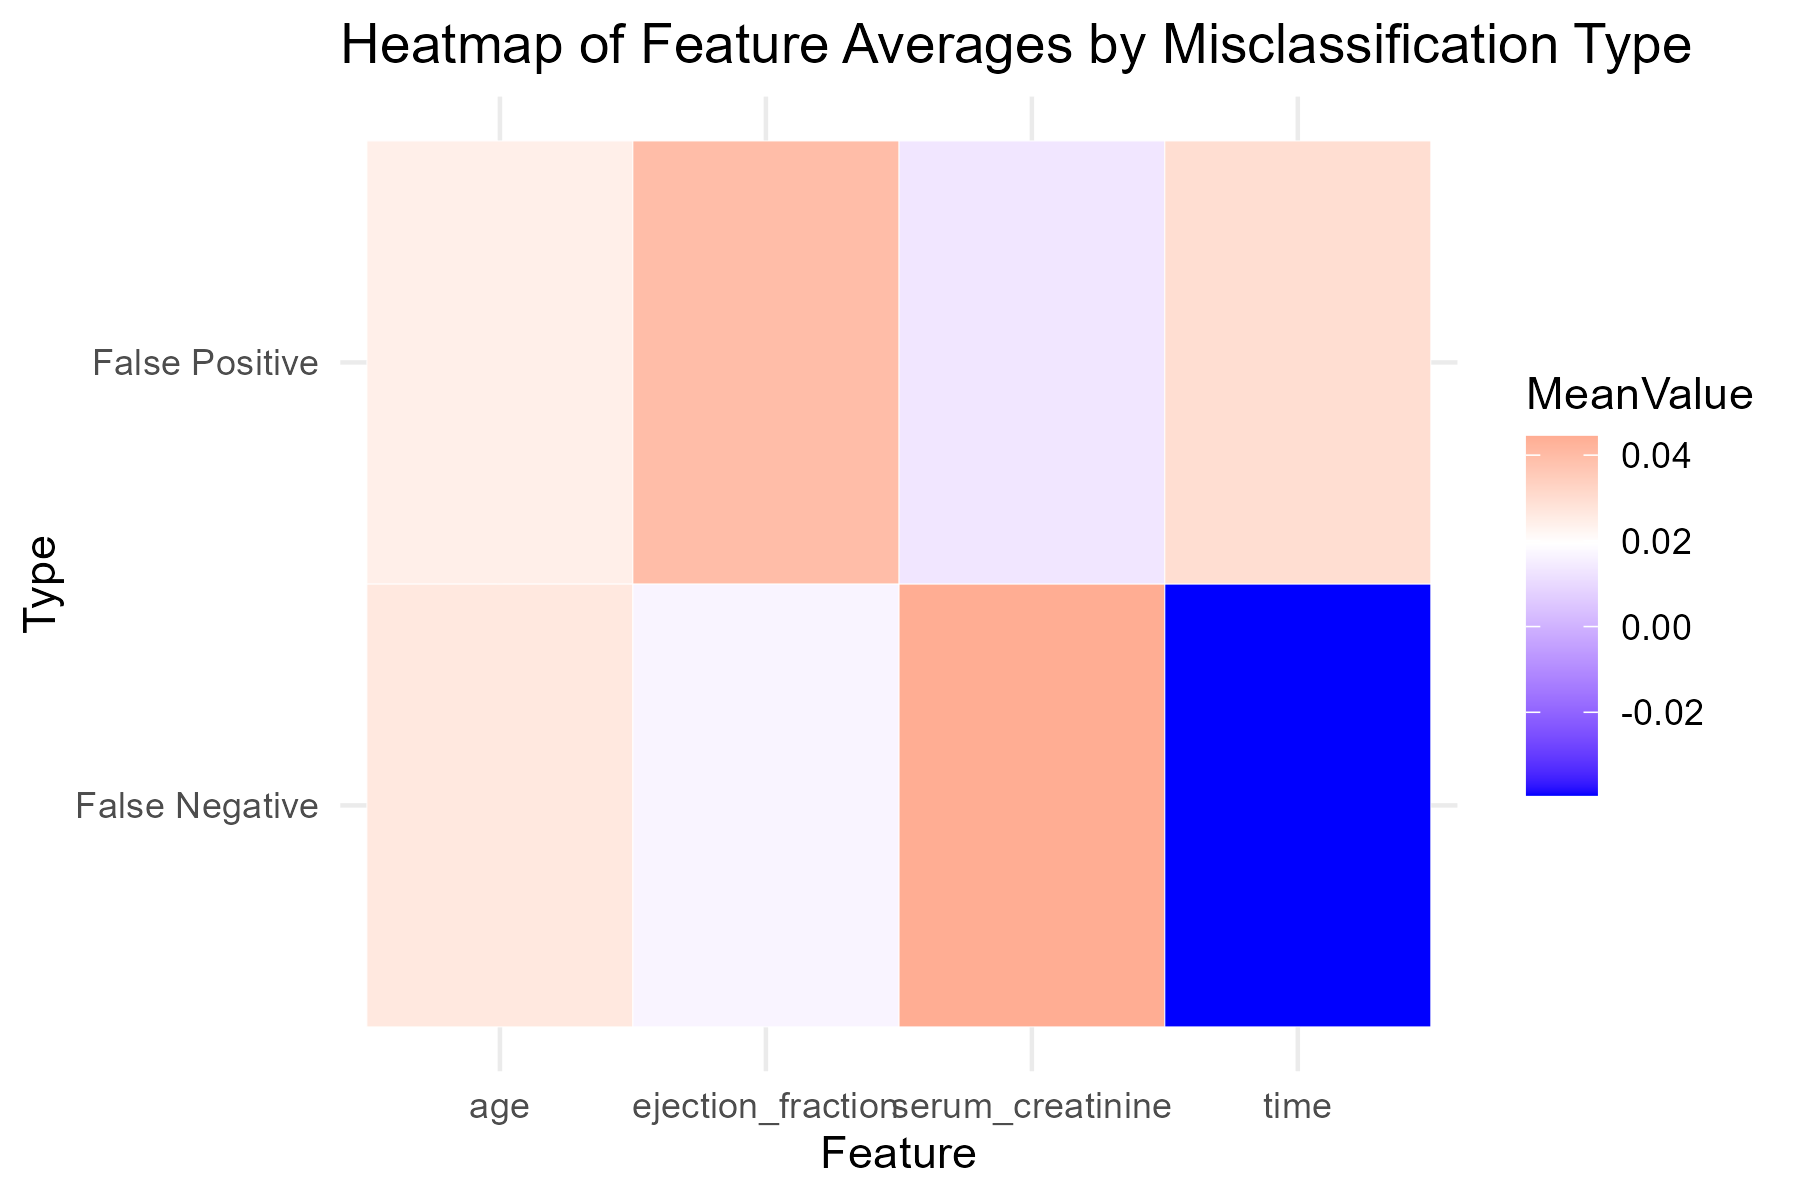 Heatmap of Feature Averages by Misclassification Type
Type
False Positive
False Negative
age
ejection_fraction
serum_creatinine
time
Feature
MeanValue
0.04
0.02
0.00
-0.02